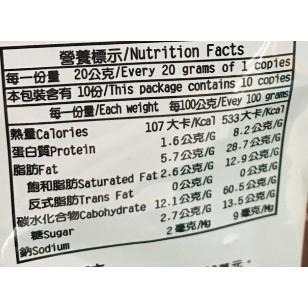 營養標示/Nutrition Facts
每一份量 20公克/Every 20 grams of 1 copies
本包裝含有 10份/This package contains 10 copies
每一份量/Each weight 每100公克/Evey 100 grams
熱量Calories 107大卡/Kcal 533大卡/Kcal
蛋白質Protein 1.6公克/G 8.2公克/G
脂肪Fat 5.7公克/G 28.7公克/G
飽和脂肪Saturated Fat 2.6公克/G 12.9公克/G
反式脂肪Trans Fat 0公克/G 0公克/G
碳水化合物Cabohydrate 12.1公克/G 60.5公克/G
糖Sugar 2.7公克/G 13.5公克/G
鈉Sodium 2毫克/Mg 9毫克/Mg